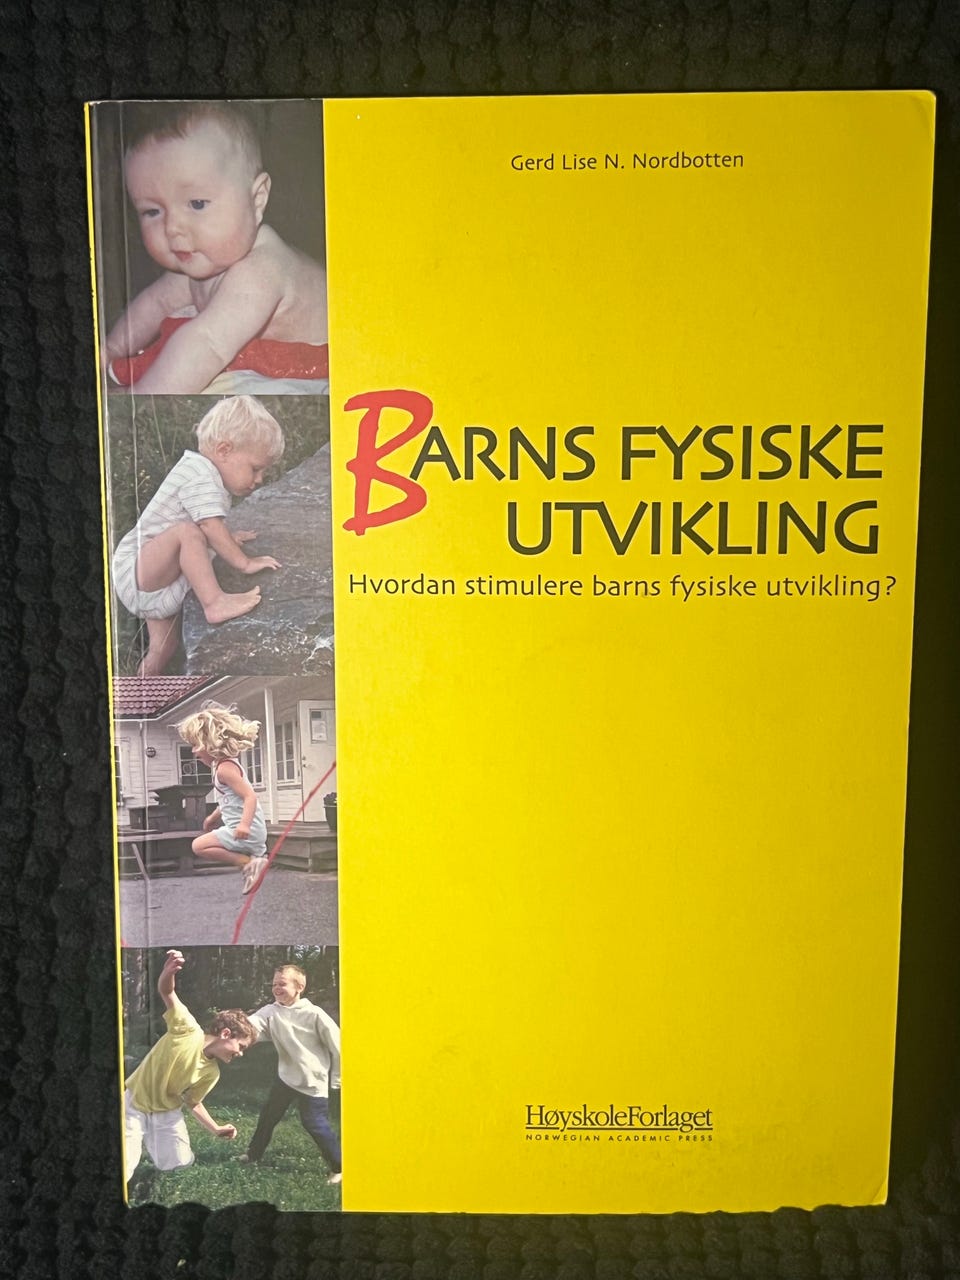 Gerd Lise N. Nordbotten
BARNS FYSISKE
UTVIKLING
Hvordan stimulere barns fysiske utvikling?
HøyskoleForlaget
NORWEGIAN ACADEMIC PRESS